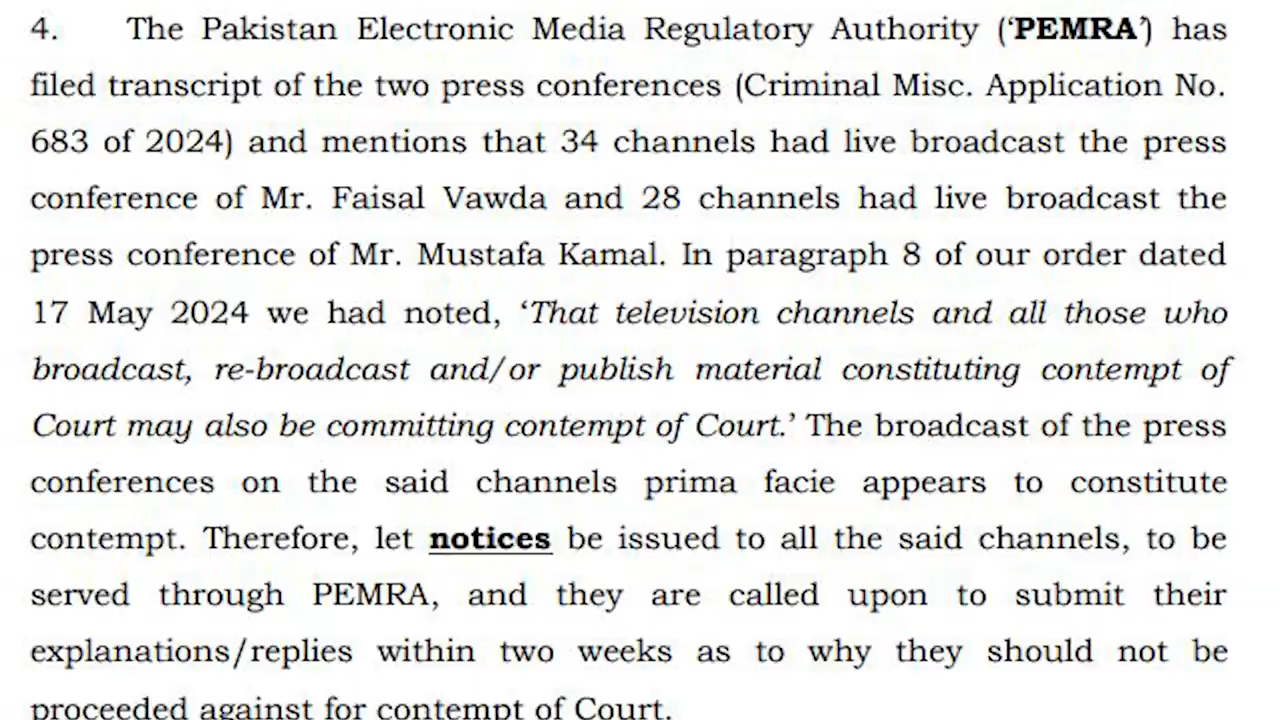 4. The Pakistan Electronic Media Regulatory Authority (‘PEMRA’) has
filed transcript of the two press conferences (Criminal Misc. Application No.
683 of 2024) and mentions that 34 channels had live broadcast the press
conference of Mr. Faisal Vawda and 28 channels had live broadcast the
press conference of Mr. Mustafa Kamal. In paragraph 8 of our order dated
17 May 2024 we had noted, ‘That television channels and all those who
broadcast, re-broadcast and/or publish material constituting contempt of
Court may also be committing contempt of Court.’ The broadcast of the press
conferences on the said channels prima facie appears to constitute
contempt. Therefore, let notices be issued to all the said channels, to be
served through PEMRA, and they are called upon to submit their
explanations/replies within two weeks as to why they should not be
proceeded against for contempt of Court.